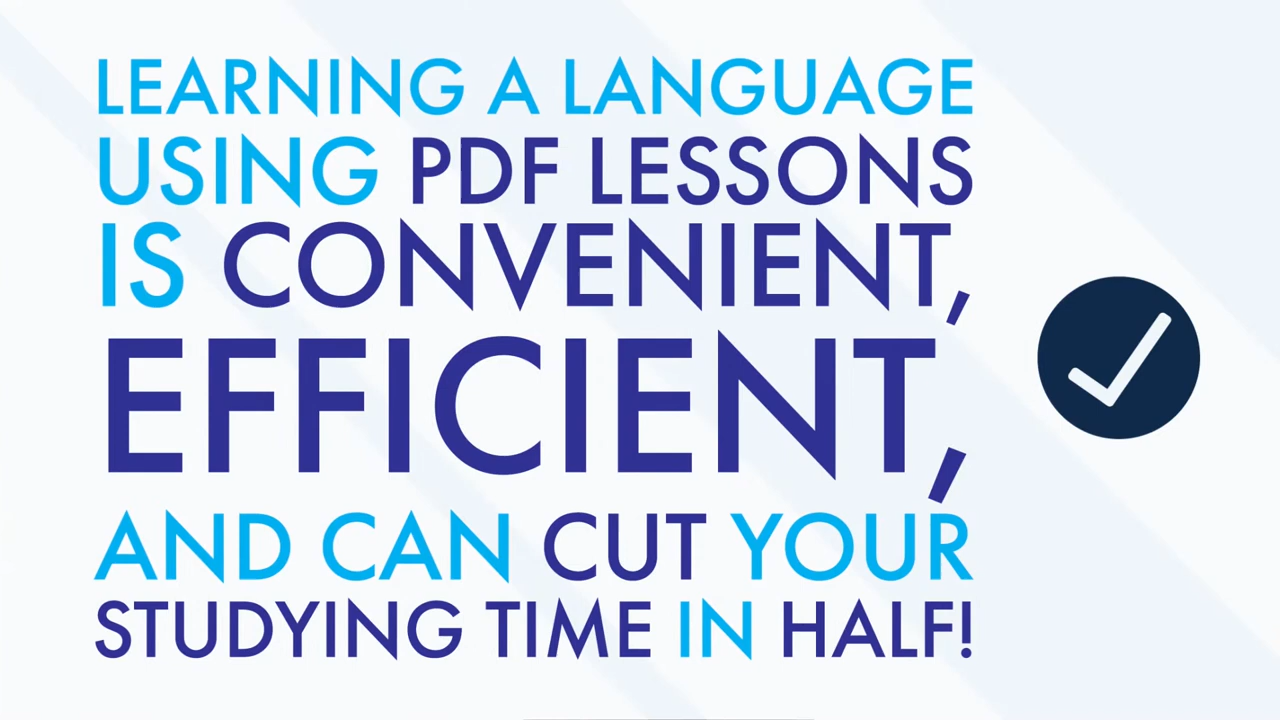 LEARNING A LANGUAGE
USING PDF LESSONS
IS CONVENIENT,
EFFICIENT,
AND CAN CUT YOUR
STUDYING TIME IN HALF!